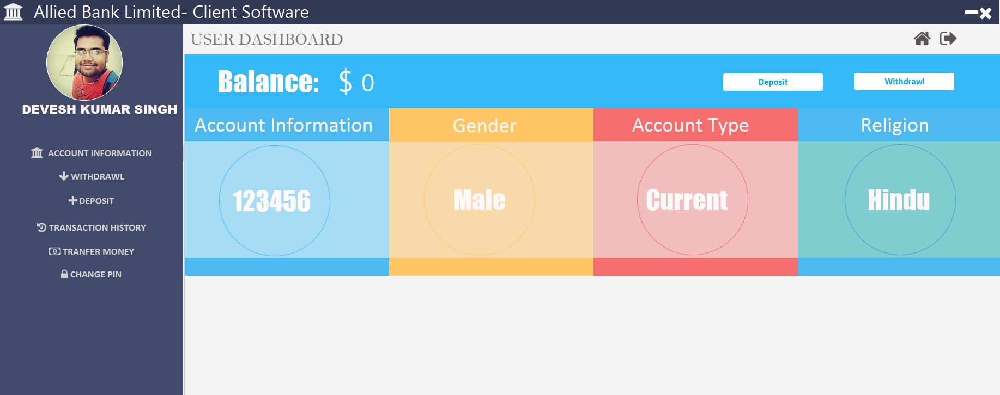 Allied Bank Limited- Client Software
DEVESH KUMAR SINGH
ACCOUNT INFORMATION
WITHDRAWL
DEPOSIT
TRANSACTION HISTORY
TRANFER MONEY
CHANGE PIN
USER DASHBOARD
Balance: $ 0
Deposit
Withdrawl
Account Information
Gender
Account Type
Religion
123456
Male
Current
Hindu